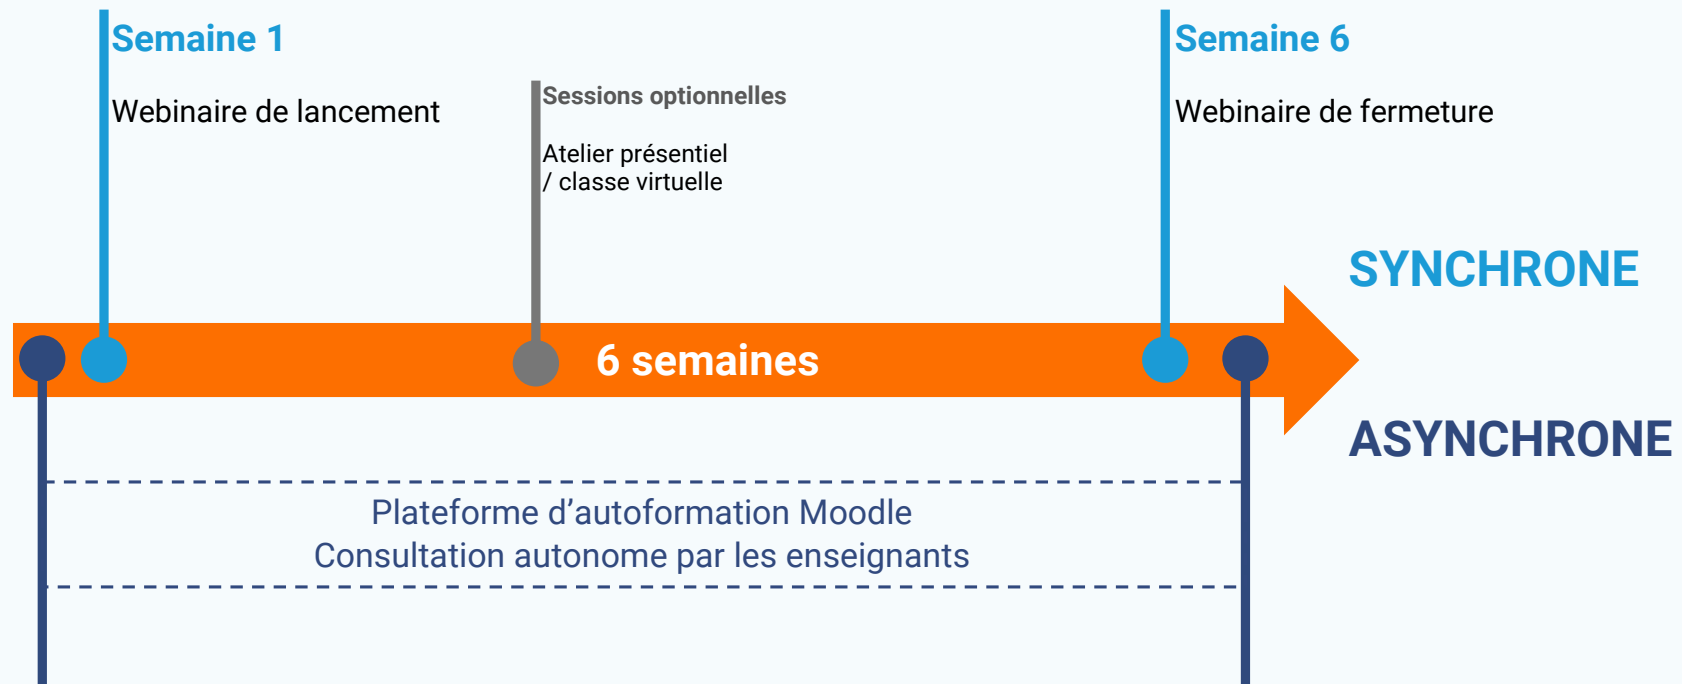 Semaine 1
Webinaire de lancement
Sessions optionnelles
Atelier présentiel
/ classe virtuelle
Semaine 6
Webinaire de fermeture
SYNCHRONE
6 semaines
ASYNCHRONE
Plateforme d’autoformation Moodle
Consultation autonome par les enseignants